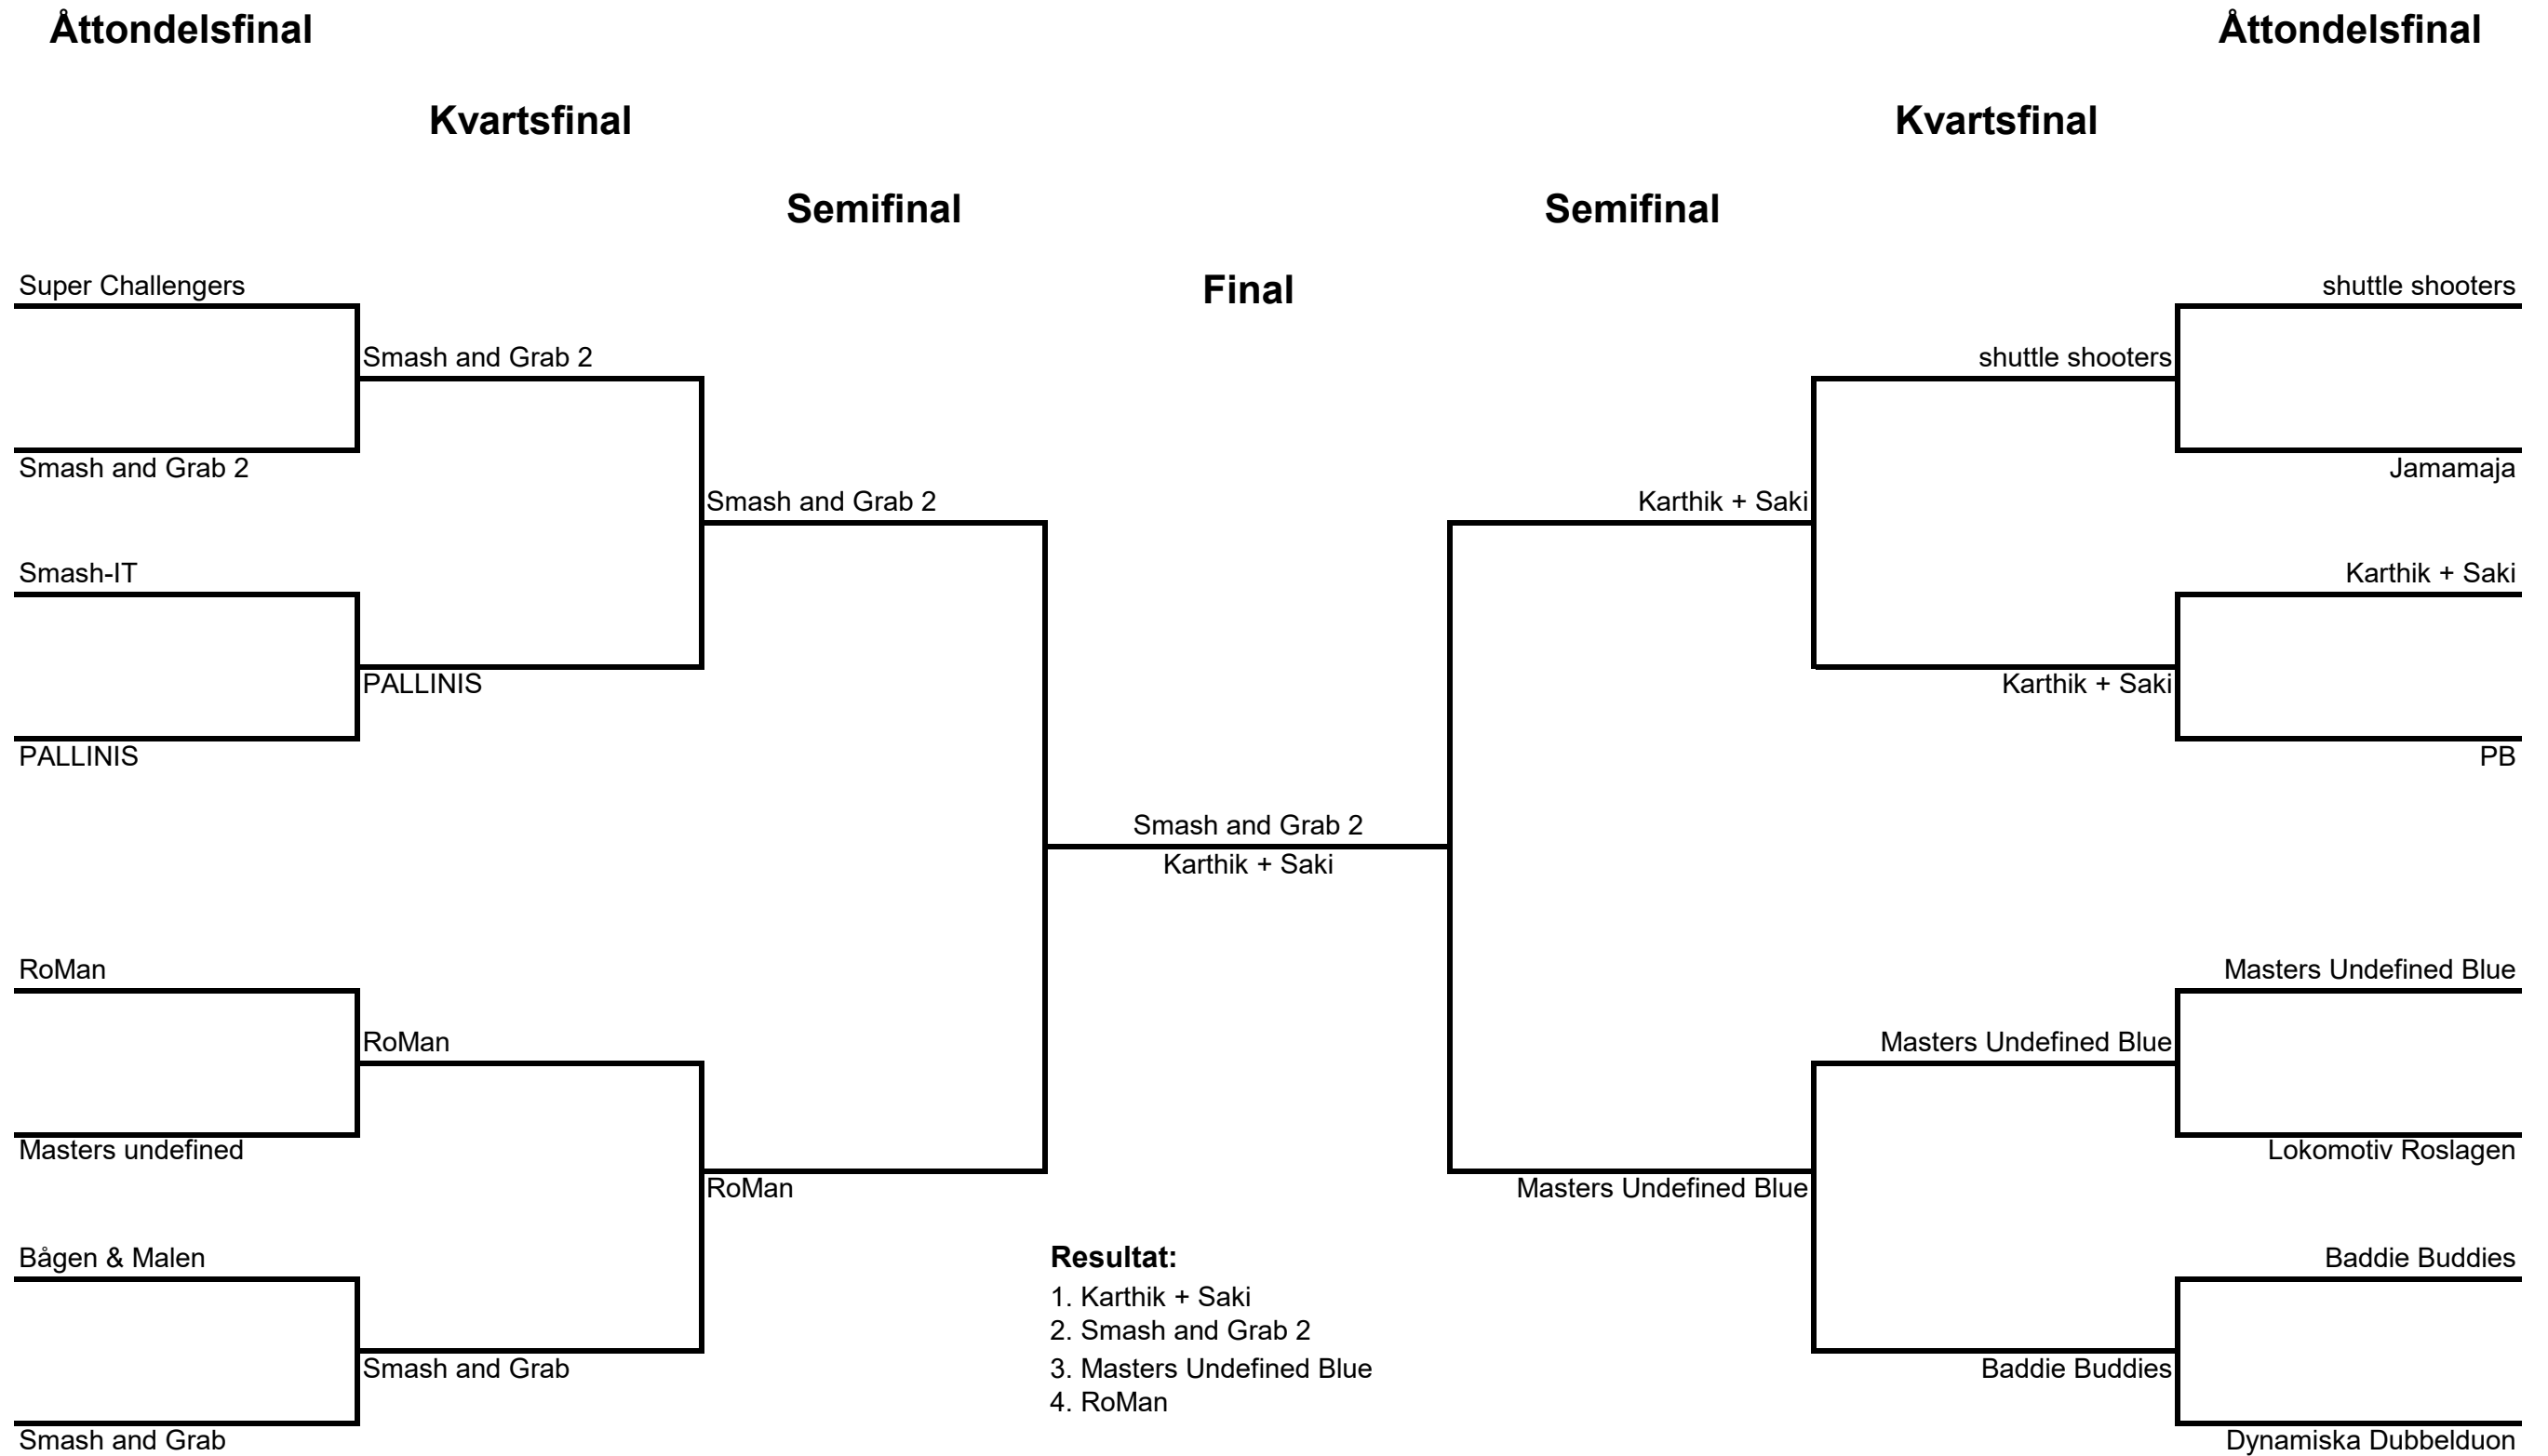 Åttondelsfinal
Åttondelsfinal
Kvartsfinal
Kvartsfinal
Semifinal
Semifinal
Final
Super Challengers
shuttle shooters
Smash and Grab 2
shuttle shooters
Smash and Grab 2
Jamamaja
Smash and Grab 2
Karthik + Saki
Smash-IT
Karthik + Saki
PALLINIS
Karthik + Saki
PALLINIS
PB
Smash and Grab 2
Karthik + Saki
RoMan
Masters Undefined Blue
RoMan
Masters Undefined Blue
Masters undefined
Lokomotiv Roslagen
RoMan
Masters Undefined Blue
Bågen & Malen
Resultat:
Baddie Buddies
1. Karthik + Saki
2. Smash and Grab 2
Smash and Grab
3. Masters Undefined Blue
Baddie Buddies
4. RoMan
Smash and Grab
Dynamiska Dubbelduon